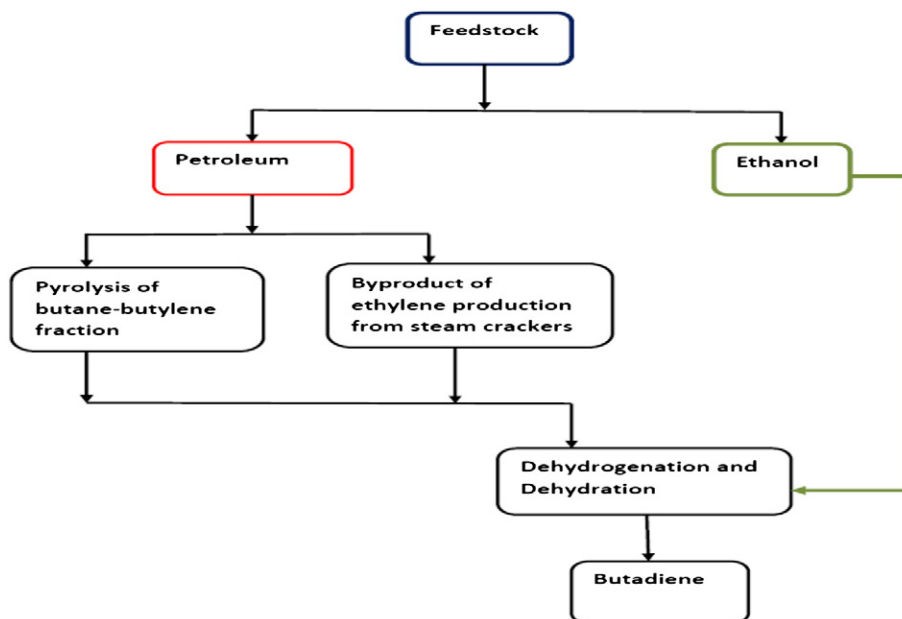 Feedstock
Petroleum
Ethanol
Pyrolysis of
butane-butylene
fraction
Byproduct of
ethylene production
from steam crackers
Dehydrogenation and
Dehydration
Butadiene